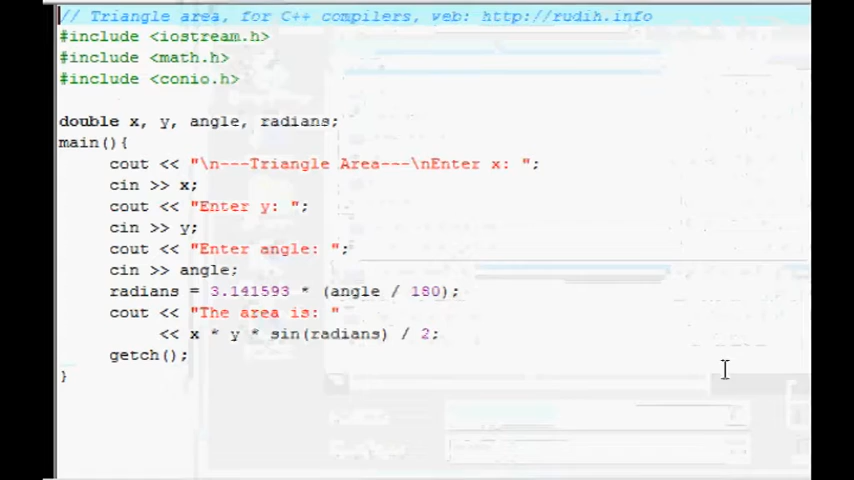 // Triangle area, for C++ compilers, web: http://rudih.info
#include <iostream.h>
#include <math.h>
#include <conio.h>
double x, y, angle, radians;
main(){
cout << "\n---Triangle Area---\nEnter x: ";
cin >> x;
cout << "Enter y: ";
cin >> y;
cout << "Enter angle: ";
cin >> angle;
radians = 3.141593 * (angle / 180);
cout << "The area is: "
<< x * y * sin(radians) / 2;
getch();
}